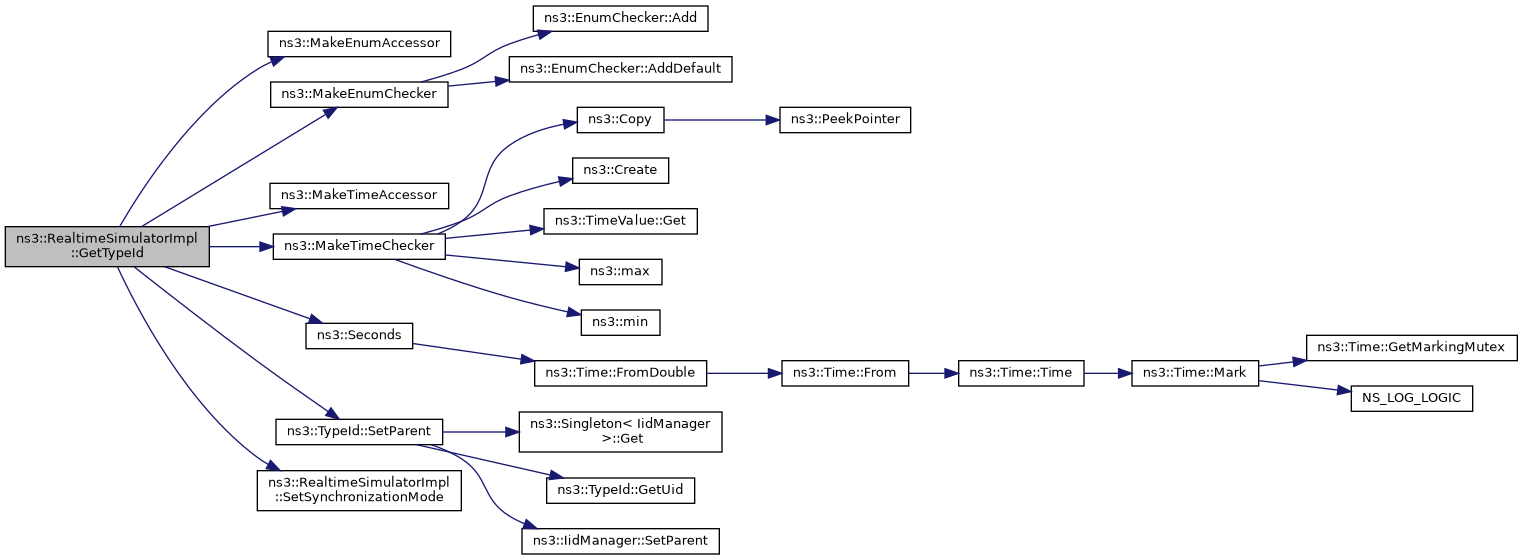 ns3::EnumChecker::Add
ns3::MakeEnumAccessor
ns3::EnumChecker::AddDefault
ns3::MakeEnumChecker
ns3::Copy
ns3::PeekPointer
ns3::Create
ns3::MakeTimeAccessor
ns3::TimeValue::Get
ns3::RealtimeSimulatorImpl
::GetTypeId
ns3::MakeTimeChecker
ns3::max
ns3::min
ns3::Seconds
ns3::Time::GetMarkingMutex
ns3::Time::FromDouble
ns3::Time::From
ns3::Time::Time
ns3::Time::Mark
NS_LOG_LOGIC
ns3::TypeId::SetParent
ns3::Singleton< IidManager
>::Get
ns3::RealtimeSimulatorImpl
::SetSynchronizationMode
ns3::TypeId::GetUid
ns3::IidManager::SetParent